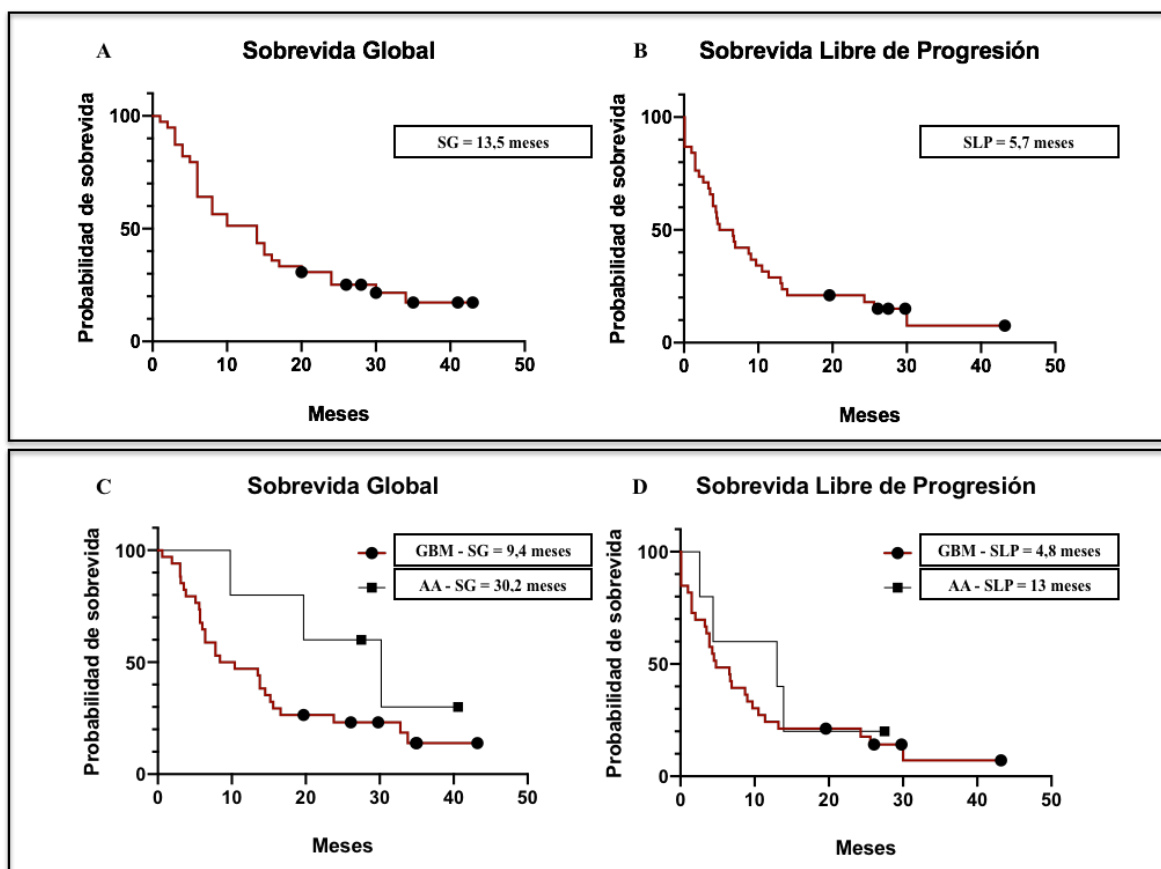 A
Sobrevida Global
Probabilidad de sobrevida
100
50
0
SG = 13,5 meses
0 10 20 30 40 50
Meses
B
Sobrevida Libre de Progresión
Probabilidad de sobrevida
100
50
0
SLP = 5,7 meses
0 10 20 30 40 50
Meses
C
Sobrevida Global
Probabilidad de sobrevida
100
50
0
GBM - SG = 9,4 meses
AA - SG = 30,2 meses
0 10 20 30 40 50
Meses
D
Sobrevida Libre de Progresión
Probabilidad de sobrevida
100
50
0
GBM - SLP = 4,8 meses
AA - SLP = 13 meses
0 10 20 30 40 50
Meses